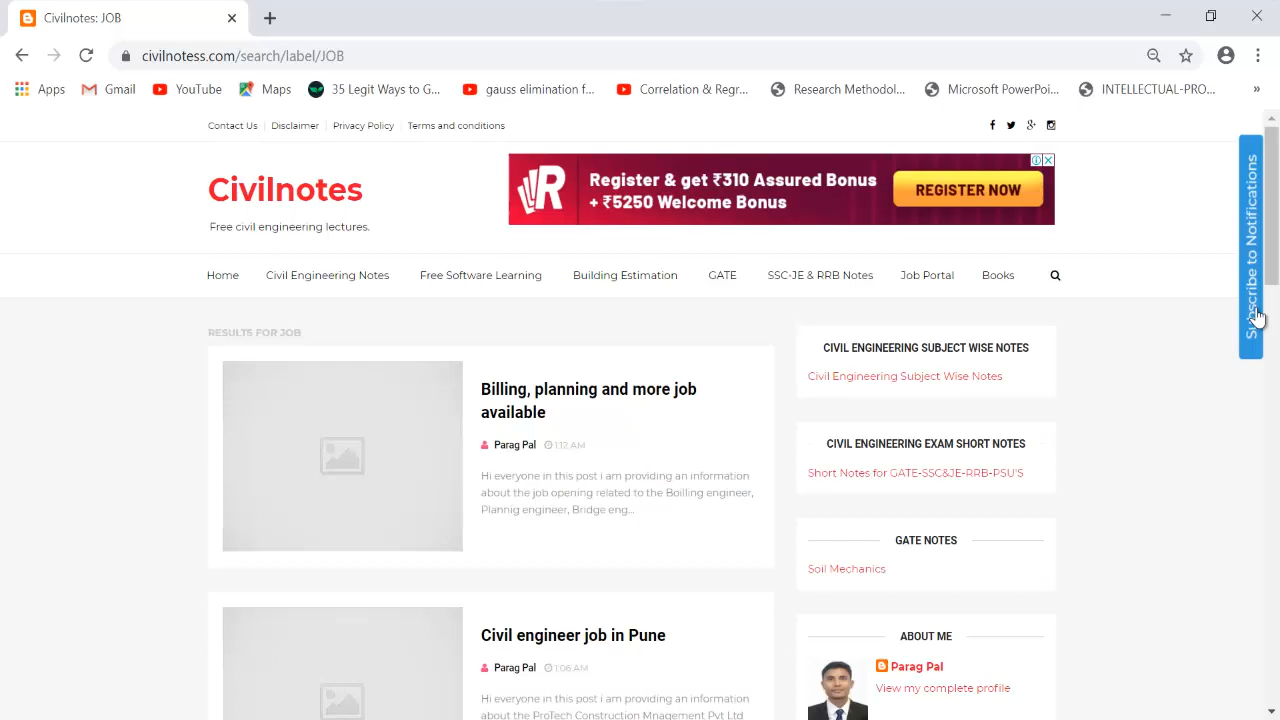 Civilnotes: JOB
civilnotess.com/search/label/JOB
Apps Gmail YouTube Maps 35 Legit Ways to G... gauss elimination f... Correlation & Regr... Research Methodol... Microsoft PowerPoi... INTELLECTUAL-PRO... »
Contact Us Disclaimer Privacy Policy Terms and conditions
Civilnotes
Free civil engineering lectures.
Register & get ₹310 Assured Bonus
+ ₹5250 Welcome Bonus
REGISTER NOW
Subscribe to Notifications
Home Civil Engineering Notes Free Software Learning Building Estimation GATE SSC-JE & RRB Notes Job Portal Books
RESULTS FOR JOB
Billing, planning and more job
available
Parag Pal 1:12 AM
Hi everyone in this post i am providing an information
about the job opening related to the Boilling engineer,
Plannig engineer, Bridge eng...
Civil engineer job in Pune
Parag Pal 1:06 AM
Hi everyone in this post i am providing an information
about the ProTech Construction Mnagement Pvt Ltd
CIVIL ENGINEERING SUBJECT WISE NOTES
Civil Engineering Subject Wise Notes
CIVIL ENGINEERING EXAM SHORT NOTES
Short Notes for GATE-SSC&JE-RRB-PSU'S
GATE NOTES
Soil Mechanics
ABOUT ME
Parag Pal
View my complete profile